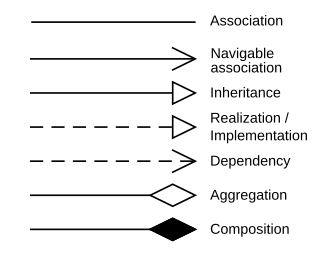 Association
Navigable
association
Inheritance
Realization /
Implementation
Dependency
Aggregation
Composition